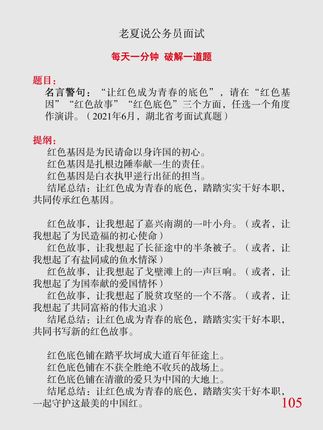 老夏说公务员面试
每天一分钟 破解一道题
题目：
名言警句：“让红色成为青春的底色”，请在“红色基
因”“红色故事”“红色底色”三个方面，任选一个角度
作演讲。（2021年6月，湖北省考面试真题）
提纲：
红色基因是为民请命以身许国的初心。
红色基因是扎根边陲奉献一生的责任。
红色基因是白衣执甲逆行出征的担当。
结尾总结：让红色成为青春的底色，踏踏实实干好本职，
共同传承红色基因。
红色故事，让我想起了嘉兴南湖的一叶小舟。（或者，让
我想起了为民造福的初心使命）
红色故事，让我想起了长征途中的半条被子。（或者，让
我想起了有盐同咸的鱼水情深）
红色故事，让我想起了戈壁滩上的一声巨响。（或者，让
我想起了为国奉献的爱国情怀）
红色故事，让我想起了脱贫攻坚的一个不落。（或者，让
我想起了共同富裕的伟大追求）
结尾总结：让红色成为青春的底色，踏踏实实干好本职，
共同书写新的红色故事。
红色底色铺在踏平坎坷成大道百年征途上。
红色底色铺在不获全胜绝不收兵的战场上。
红色底色铺在清澈的爱只为中国的大地上。
结尾总结：让红色成为青春的底色，踏踏实实干好本职，
一起守护这最美的中国红。
105